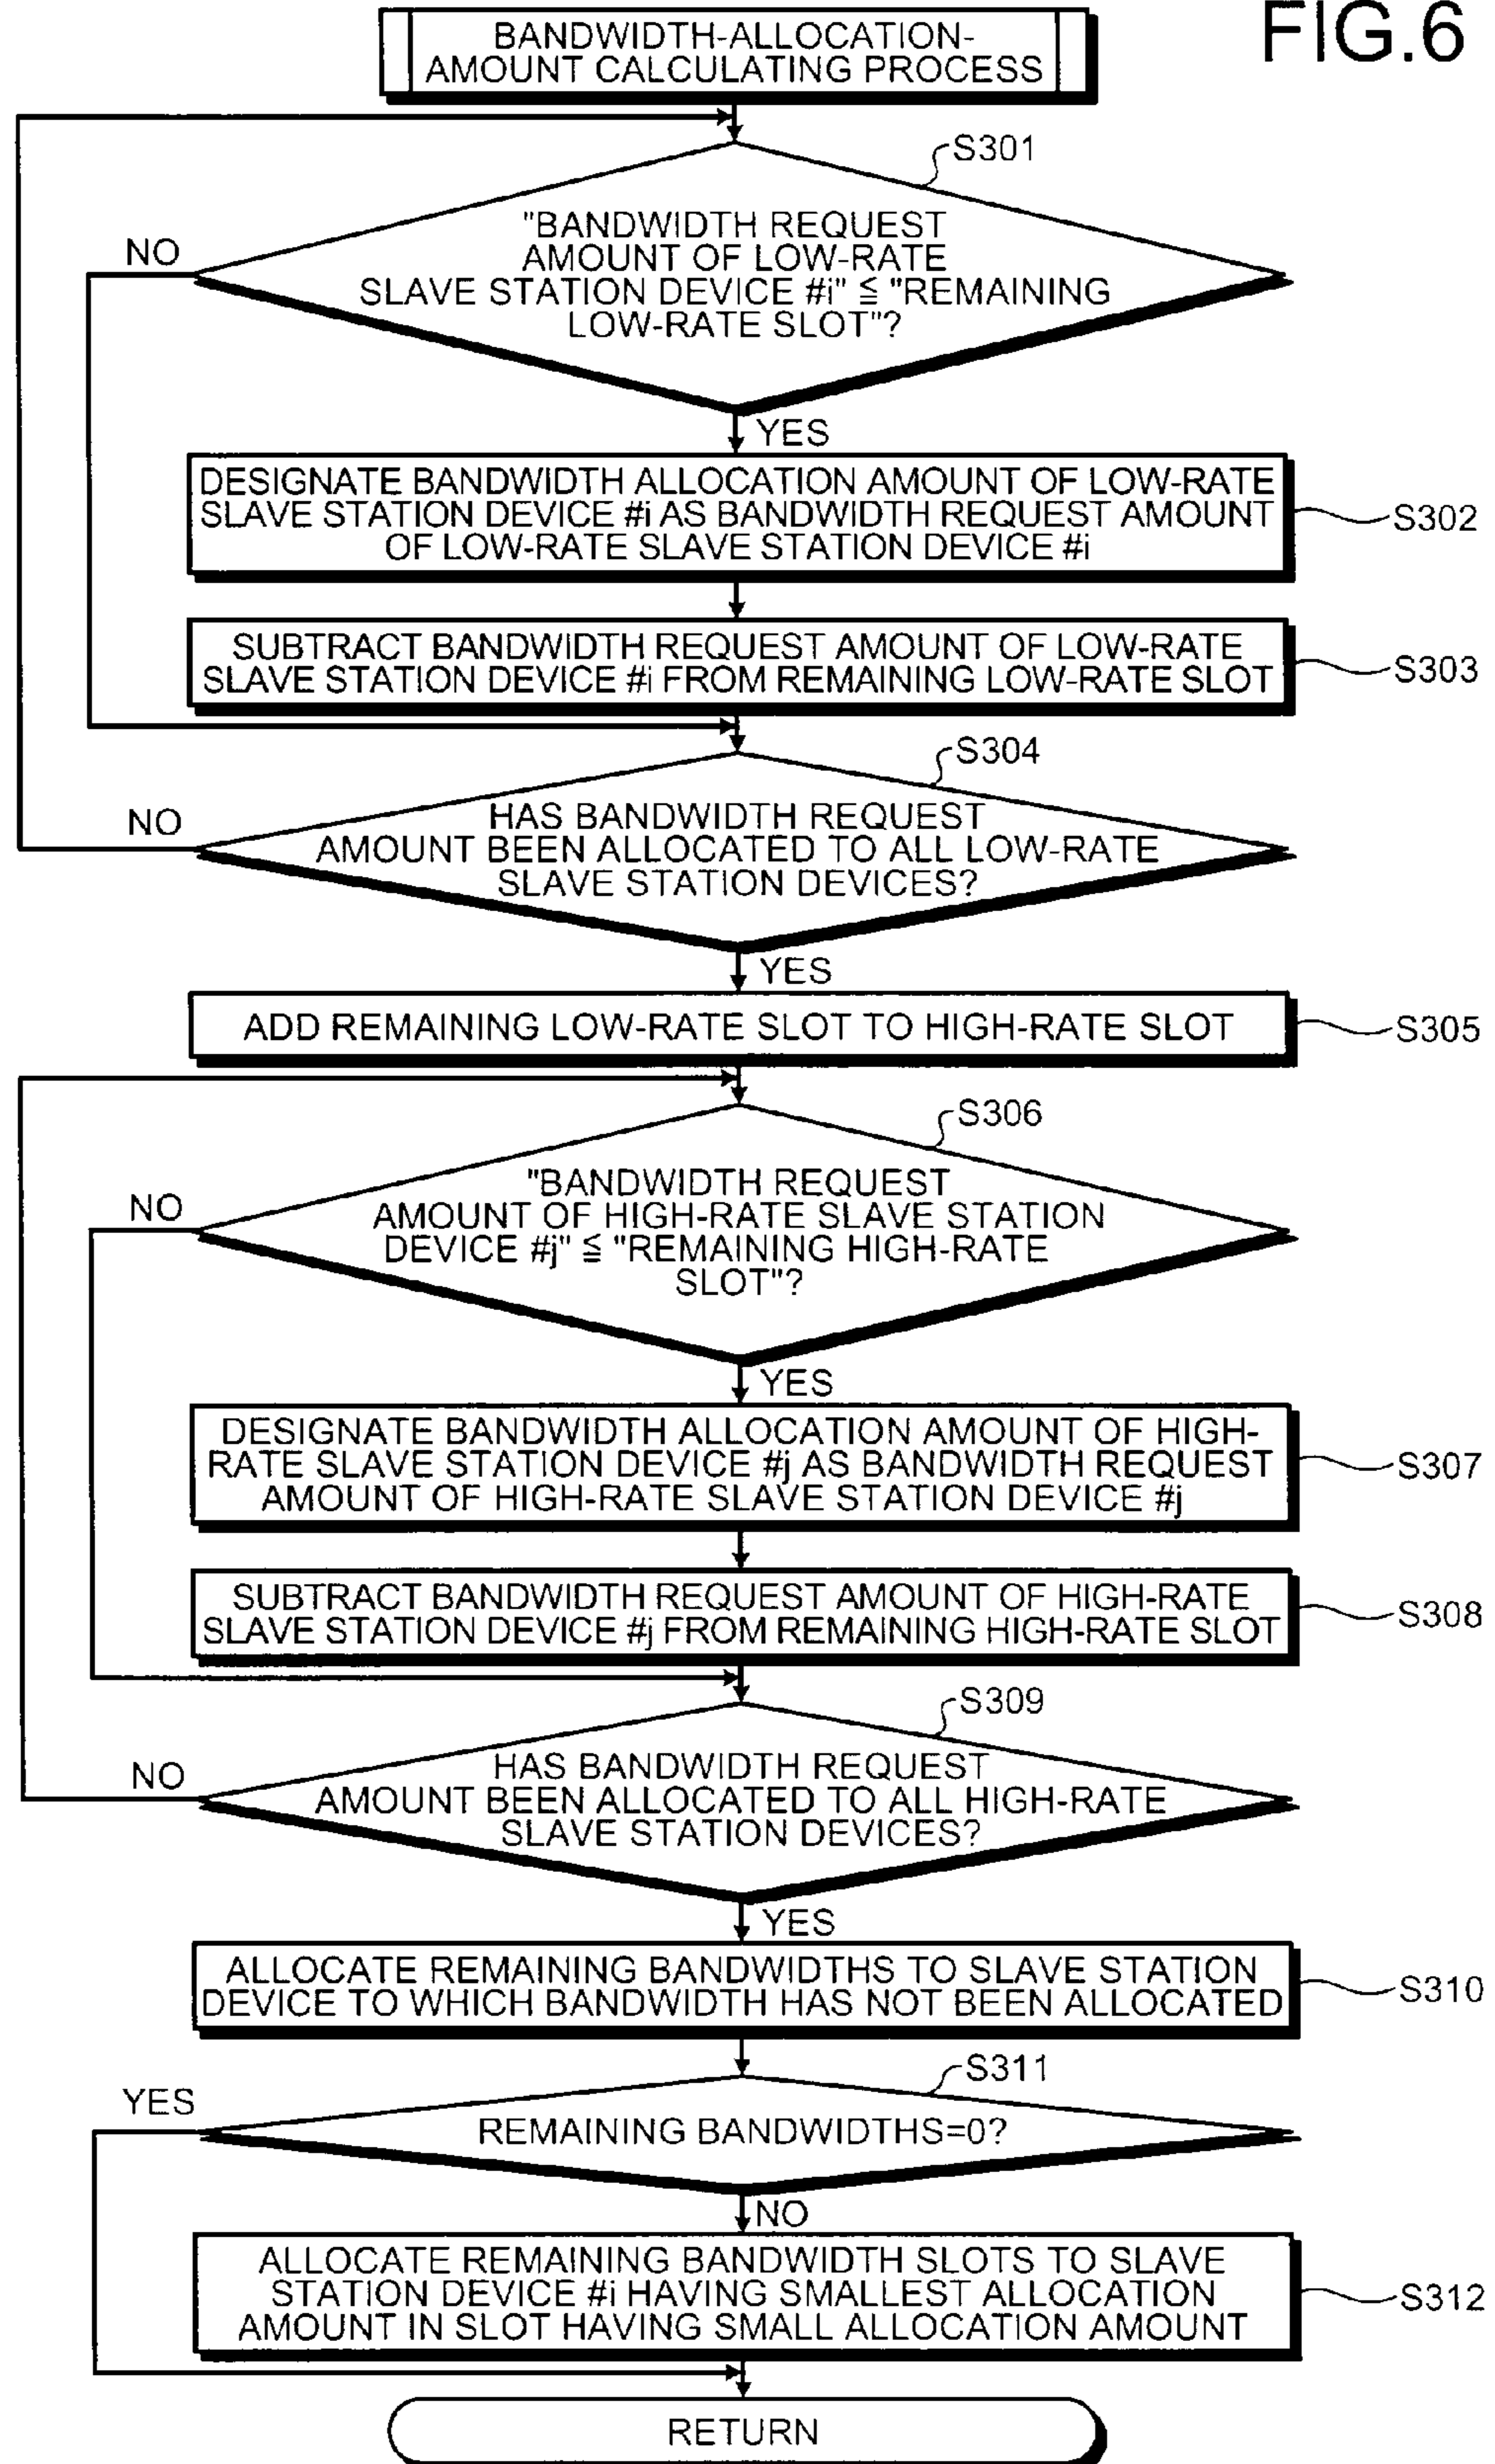 FIG.6
BANDWIDTH-ALLOCATION-
AMOUNT CALCULATING PROCESS
S301
"BANDWIDTH REQUEST
AMOUNT OF LOW-RATE
SLAVE STATION DEVICE #i" ≦ "REMAINING
LOW-RATE SLOT"?
NO
YES
DESIGNATE BANDWIDTH ALLOCATION AMOUNT OF LOW-RATE
SLAVE STATION DEVICE #i AS BANDWIDTH REQUEST AMOUNT
OF LOW-RATE SLAVE STATION DEVICE #i
S302
SUBTRACT BANDWIDTH REQUEST AMOUNT OF LOW-RATE
SLAVE STATION DEVICE #i FROM REMAINING LOW-RATE SLOT
S303
S304
HAS BANDWIDTH REQUEST
AMOUNT BEEN ALLOCATED TO ALL LOW-RATE
SLAVE STATION DEVICES?
NO
YES
ADD REMAINING LOW-RATE SLOT TO HIGH-RATE SLOT
S305
S306
"BANDWIDTH REQUEST
AMOUNT OF HIGH-RATE SLAVE STATION
DEVICE #j" ≦ "REMAINING HIGH-RATE
SLOT"?
NO
YES
DESIGNATE BANDWIDTH ALLOCATION AMOUNT OF HIGH-
RATE SLAVE STATION DEVICE #j AS BANDWIDTH REQUEST
AMOUNT OF HIGH-RATE SLAVE STATION DEVICE #j
S307
SUBTRACT BANDWIDTH REQUEST AMOUNT OF HIGH-RATE
SLAVE STATION DEVICE #j FROM REMAINING HIGH-RATE SLOT
S308
S309
HAS BANDWIDTH REQUEST
AMOUNT BEEN ALLOCATED TO ALL HIGH-RATE
SLAVE STATION DEVICES?
NO
YES
ALLOCATE REMAINING BANDWIDTHS TO SLAVE STATION
DEVICE TO WHICH BANDWIDTH HAS NOT BEEN ALLOCATED
S310
S311
REMAINING BANDWIDTHS=0?
YES
NO
ALLOCATE REMAINING BANDWIDTH SLOTS TO SLAVE
STATION DEVICE #i HAVING SMALLEST ALLOCATION
AMOUNT IN SLOT HAVING SMALL ALLOCATION AMOUNT
S312
RETURN